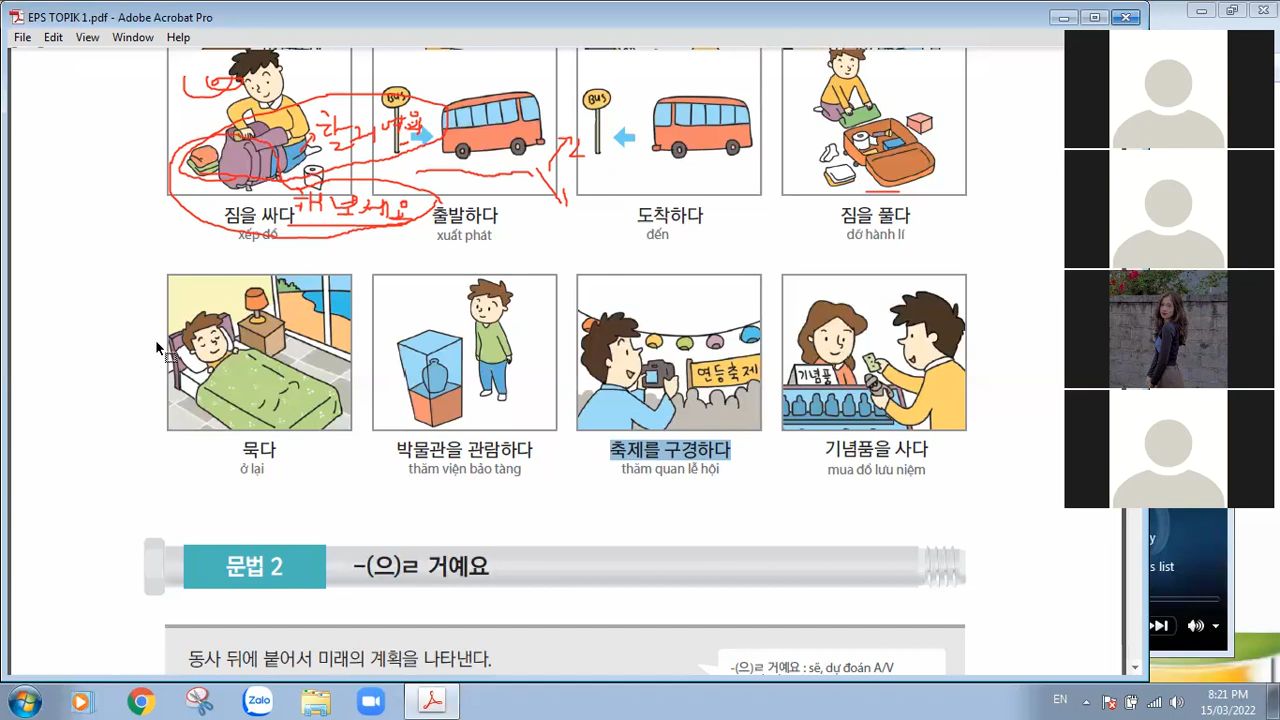 EPS TOPIK 1.pdf - Adobe Acrobat Pro
File Edit View Window Help
BUS
BUS
해보세요
짐을 싸다 출발하다 도착하다 짐을 풀다
xếp đồ xuất phát đến dỡ hành lí
연등축제
기념품
묵다 박물관을 관람하다 축제를 구경하다 기념품을 사다
ở lại thăm viện bảo tàng thăm quan lễ hội mua đồ lưu niệm
문법 2 -(으)ㄹ 거예요
동사 뒤에 붙어서 미래의 계획을 나타낸다.
-(으)ㄹ 거예요 : sẽ, dự đoán A/V
y
s list
Zalo
EN
8:21 PM
15/03/2022